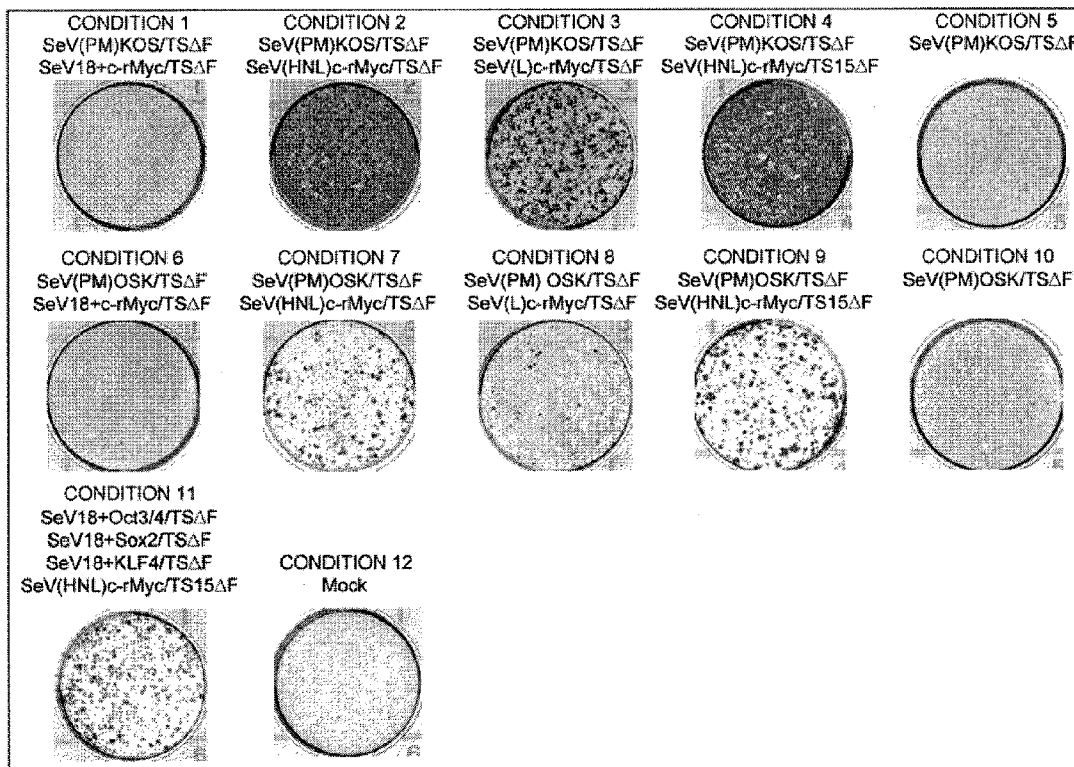 CONDITION 1
SeV(PM)KOS/TSΔF
SeV18+c-rMyc/TSΔF
CONDITION 2
SeV(PM)KOS/TSΔF
SeV(HNL)c-rMyc/TSΔF
CONDITION 3
SeV(PM)KOS/TSΔF
SeV(L)c-rMyc/TSΔF
CONDITION 4
SeV(PM)KOS/TSΔF
SeV(HNL)c-rMyc/TS15ΔF
CONDITION 5
SeV(PM)KOS/TSΔF
CONDITION 6
SeV(PM)OSK/TSΔF
SeV18+c-rMyc/TSΔF
CONDITION 7
SeV(PM)OSK/TSΔF
SeV(HNL)c-rMyc/TSΔF
CONDITION 8
SeV(PM) OSK/TSΔF
SeV(L)c-rMyc/TSΔF
CONDITION 9
SeV(PM)OSK/TSΔF
SeV(HNL)c-rMyc/TS15ΔF
CONDITION 10
SeV(PM)OSK/TSΔF
CONDITION 11
SeV18+Oct3/4/TSΔF
SeV18+Sox2/TSΔF
SeV18+KLF4/TSΔF
SeV(HNL)c-rMyc/TS15ΔF
CONDITION 12
Mock